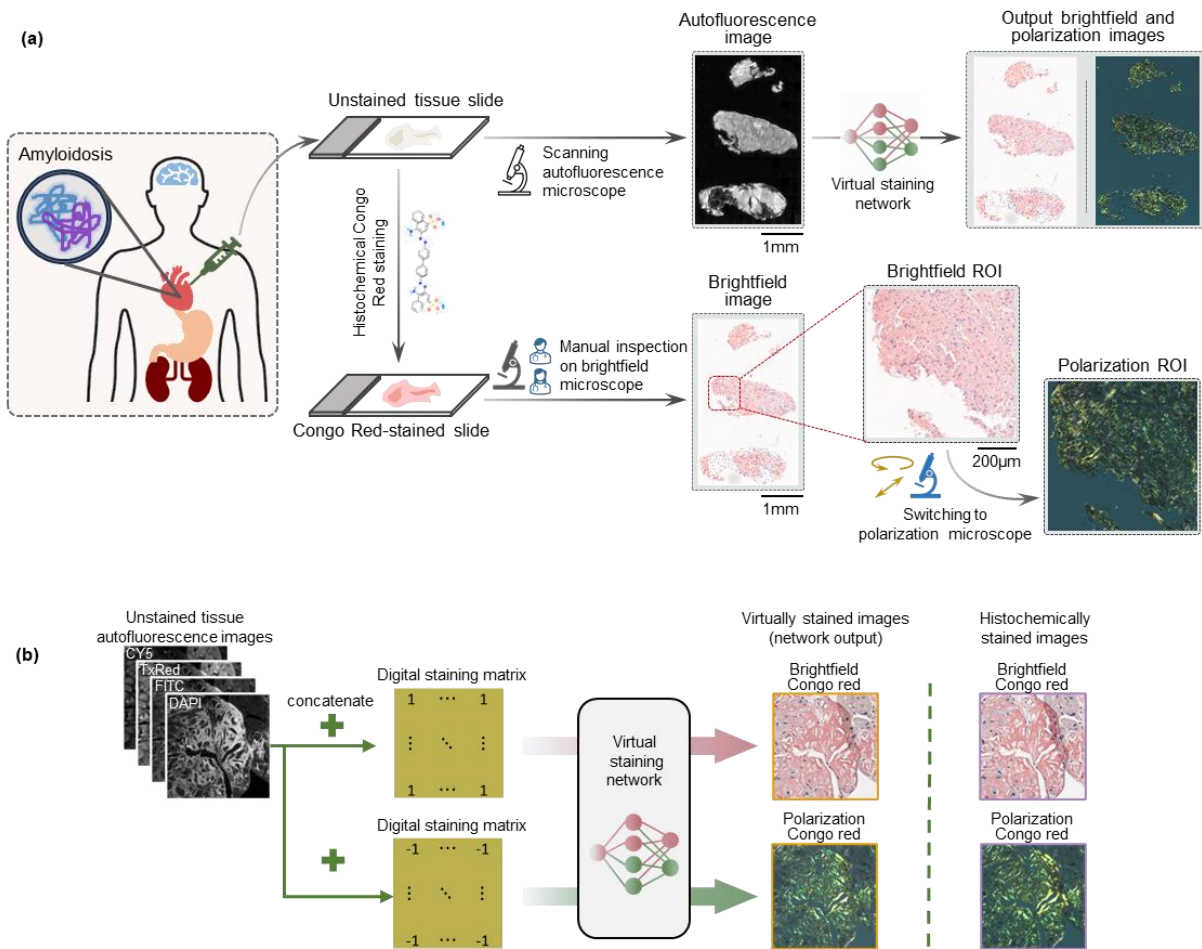 (a)
Amyloidosis
Unstained tissue slide
Histochemical Congo
Red staining
Congo Red-stained slide
Scanning
autofluorescence
microscope
Autofluorescence
image
1mm
Virtual staining
network
Output brightfield and
polarization images
Manual inspection
on brightfield
microscope
Brightfield
image
1mm
Brightfield ROI
200µm
Switching to
polarization microscope
Polarization ROI
(b)
Unstained tissue
autofluorescence images
CY5
TxRed
FITC
DAPI
concatenate
Digital staining matrix
1 ⋯ 1
⋮ ⋱ ⋮
1 ⋯ 1
Digital staining matrix
-1 ⋯ -1
⋮ ⋱ ⋮
-1 ⋯ -1
Virtual
staining
network
Virtually stained images
(network output)
Brightfield
Congo red
Polarization
Congo red
Histochemically
stained images
Brightfield
Congo red
Polarization
Congo red